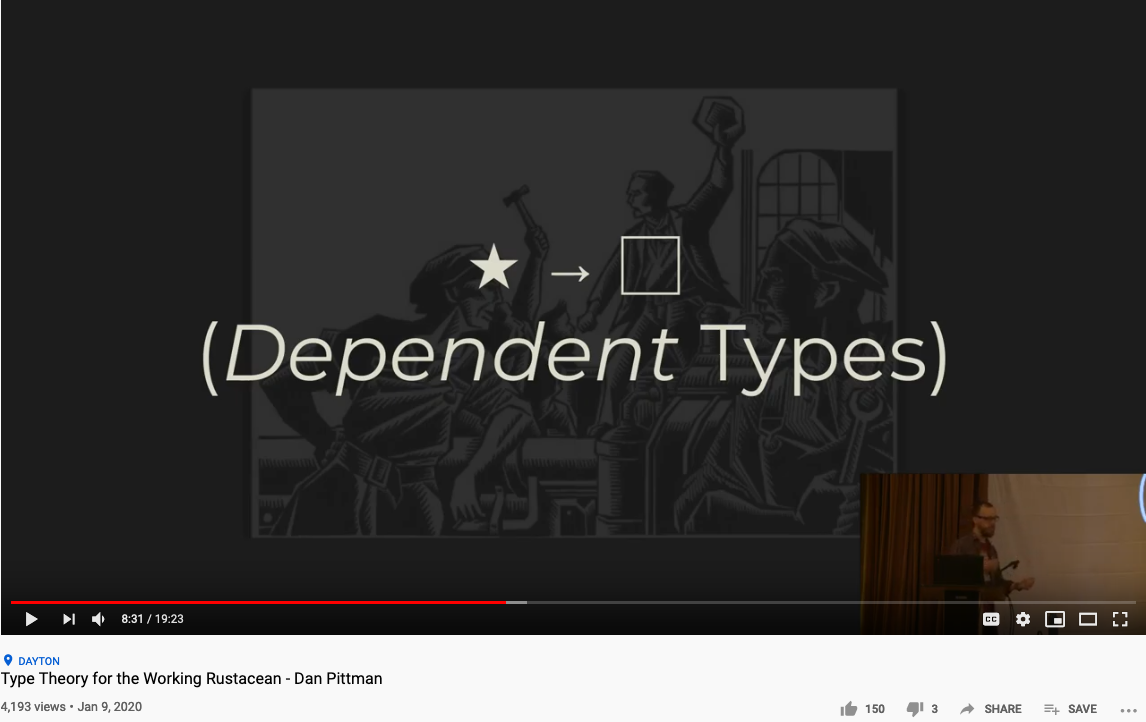 ★ → □
(Dependent Types)
8:31 / 19:23
CC
DAYTON
Type Theory for the Working Rustacean - Dan Pittman
4,193 views • Jan 9, 2020
150
3
SHARE
SAVE